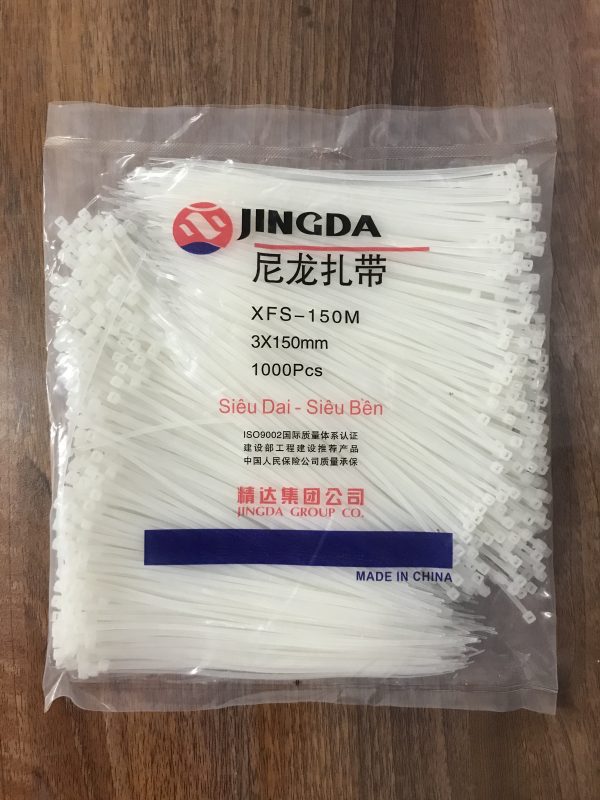 JINGDA
尼龙扎带
XFS-150M
3X150mm
1000Pcs
Siêu Dai - Siêu Bền
ISO9002国际质量体系认证
建设部工程建设推荐产品
中国人民保险公司质量承保
精达集团公司
JINGDA GROUP CO.
MADE IN CHINA